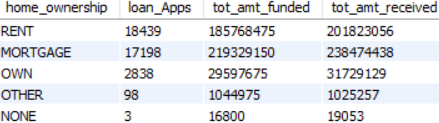 home_ownership loan_Apps tot_amt_funded tot_amt_received
RENT 18439 185768475 201823056
MORTGAGE 17198 219329150 238474438
OWN 2838 29597675 31729129
OTHER 98 1044975 1025257
NONE 3 16800 19053